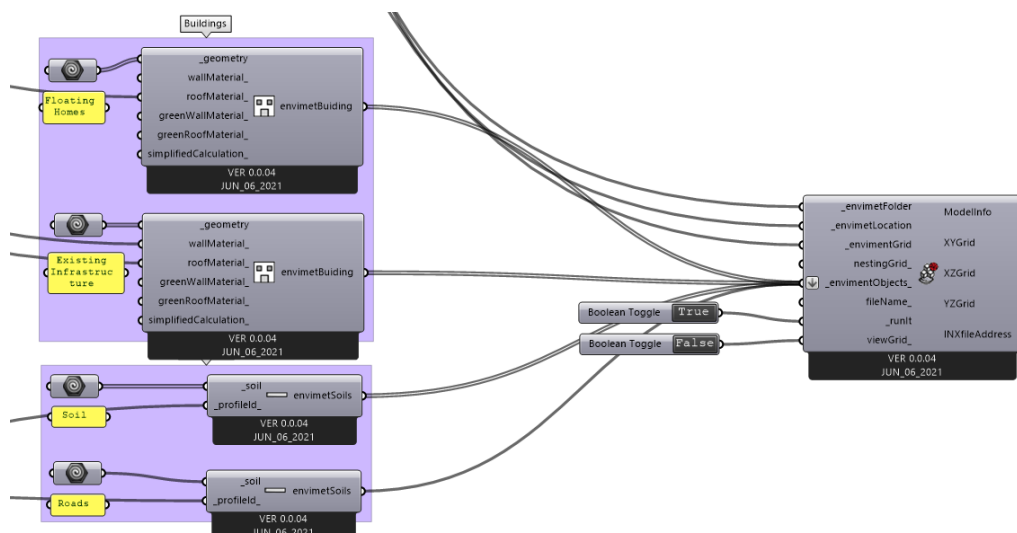 Buildings
_geometry
wallMaterial_
roofMaterial_
greenWallMaterial_
greenRoofMaterial_
simplifiedCalculation_
envimetBuiding
VER 0.0.04
JUN_06_2021
Floating
Homes
_geometry
wallMaterial_
roofMaterial_
greenWallMaterial_
greenRoofMaterial_
simplifiedCalculation_
envimetBuiding
VER 0.0.04
JUN_06_2021
Existing
Infrastruc
ture
_soil
_profileId_
envimetSoils
VER 0.0.04
JUN_06_2021
Soil
_soil
_profileId_
envimetSoils
VER 0.0.04
JUN_06_2021
Roads
Boolean Toggle True
Boolean Toggle False
_envimetFolder
_envimetLocation
_envimentGrid
nestingGrid_
_envimentObjects_
fileName_
_runIt
viewGrid_
ModelInfo
XYGrid
XZGrid
YZGrid
INXfileAddress
VER 0.0.04
JUN_06_2021